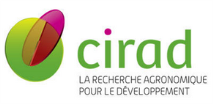 cirad
LA RECHERCHE AGRONOMIQUE
POUR LE DÉVELOPPEMENT